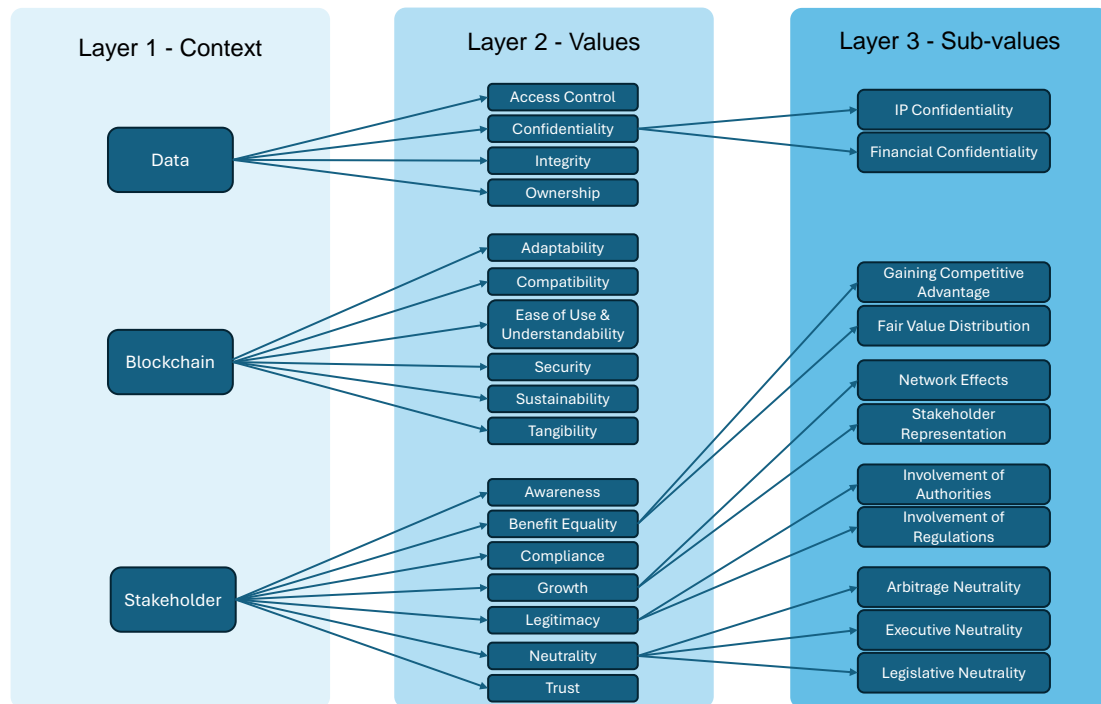 Layer 1 - Context
Data
Blockchain
Stakeholder
Layer 2 - Values
Access Control
Confidentiality
Integrity
Ownership
Adaptability
Compatibility
Ease of Use &
Understandability
Security
Sustainability
Tangibility
Awareness
Benefit Equality
Compliance
Growth
Legitimacy
Neutrality
Trust
Layer 3 - Sub-values
IP Confidentiality
Financial Confidentiality
Gaining Competitive
Advantage
Fair Value Distribution
Network Effects
Stakeholder
Representation
Involvement of
Authorities
Involvement of
Regulations
Arbitrage Neutrality
Executive Neutrality
Legislative Neutrality